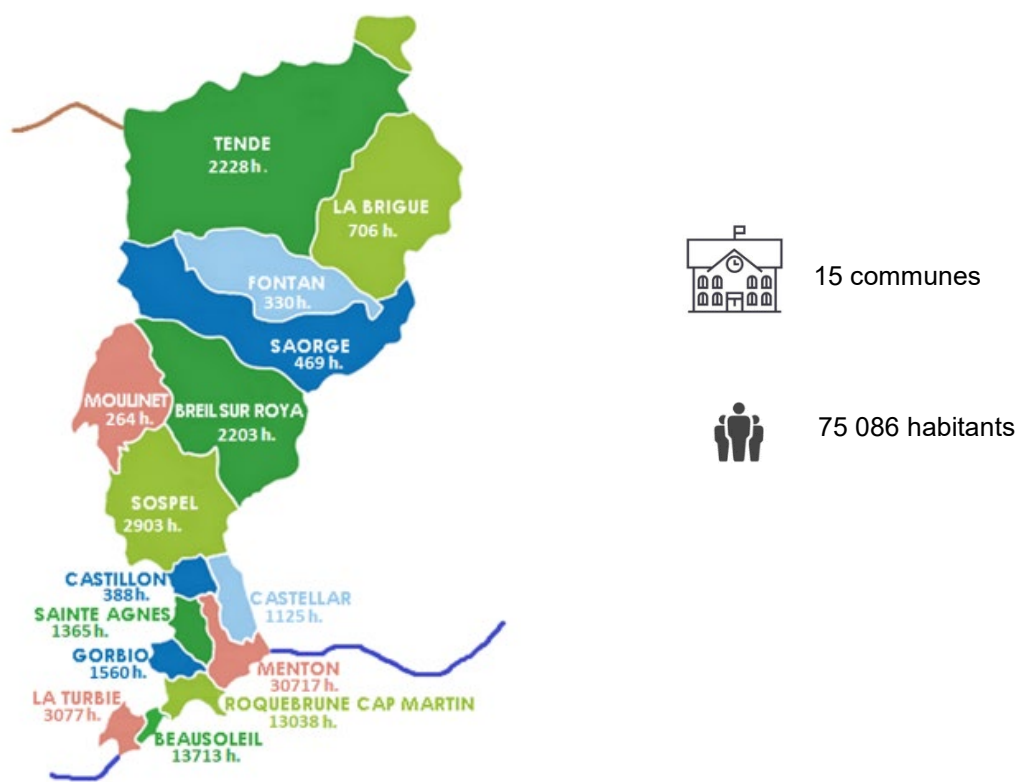 TENDE
2228 h.
LA BRIGUE
706 h.
FONTAN
330 h.
SAORGE
469 h.
MOULINET
264 h.
BREIL SUR ROYA
2203 h.
SOSPEL
2903 h.
CASTILLON
388 h.
CASTELLAR
1125 h.
SAINTE AGNES
1365 h.
GORBIO
1560 h.
MENTON
30717 h.
LA TURBIE
3077 h.
ROQUEBRUNE CAP MARTIN
13038 h.
BEAUSOLEIL
13713 h.
15 communes
75 086 habitants